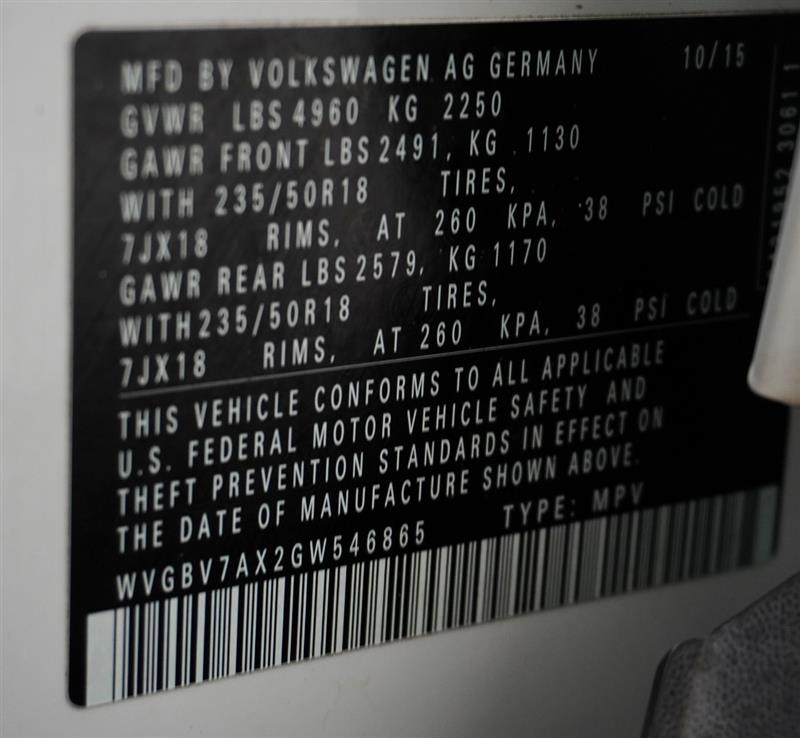 MFD BY VOLKSWAGEN AG GERMANY 10/15
GVWR LBS 4960 KG 2250
GAWR FRONT LBS 2491, KG 1130
WITH 235/50R18 TIRES,
7JX18 RIMS, AT 260 KPA, 38 PSI COLD
GAWR REAR LBS 2579, KG 1170
WITH 235/50R18 TIRES,
7JX18 RIMS, AT 260 KPA, 38 PSI COLD
THIS VEHICLE CONFORMS TO ALL APPLICABLE
U.S. FEDERAL MOTOR VEHICLE SAFETY AND
THEFT PREVENTION STANDARDS IN EFFECT ON
THE DATE OF MANUFACTURE SHOWN ABOVE.
WVGBV7AX2GW546865 TYPE: MPV
3061 1